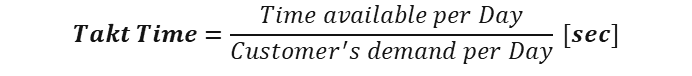 Takt Time = Time available per Day / Customer's demand per Day [sec]